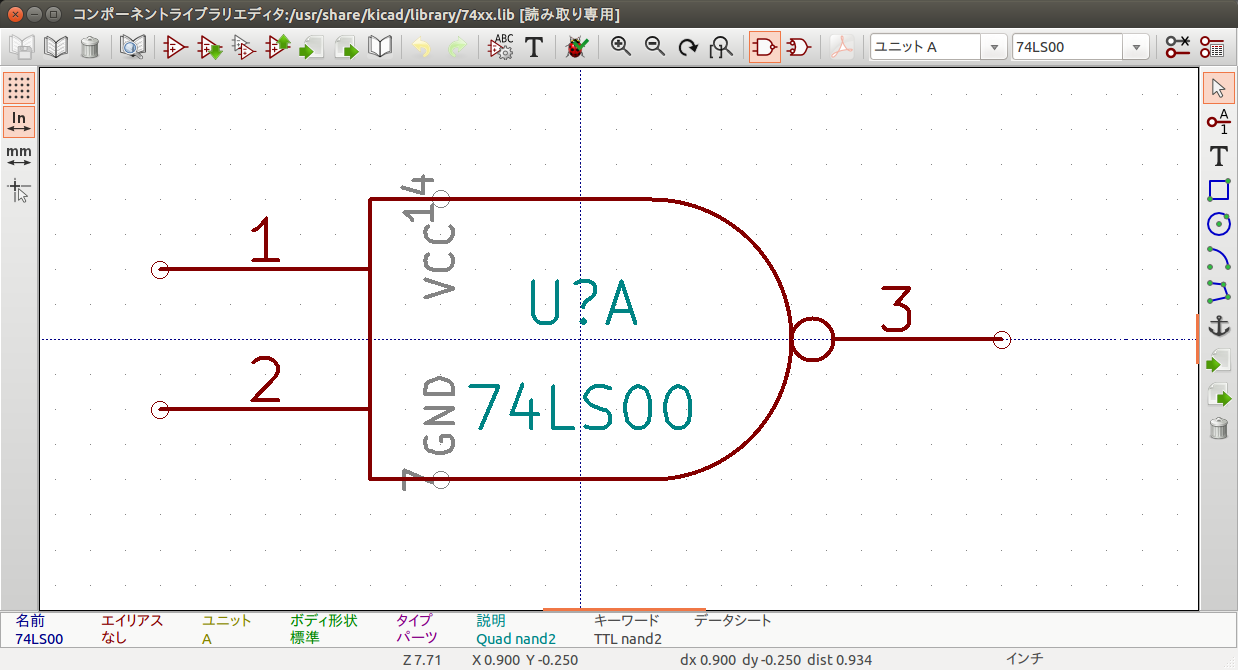 コンポーネントライブラリエディタ:/usr/share/kicad/library/74xx.lib [読み取り専用]
ABC
T
ユニット A
74LS00
In
mm
A
1
T
14
VCC
1
U?A
3
2
GND
74LS00
7
名前 エイリアス ユニット ボディ形状 タイプ 説明 キーワード データシート
74LS00 なし A 標準 パーツ Quad nand2 TTL nand2
Z 7.71 X 0.900 Y -0.250 dx 0.900 dy -0.250 dist 0.934 インチ